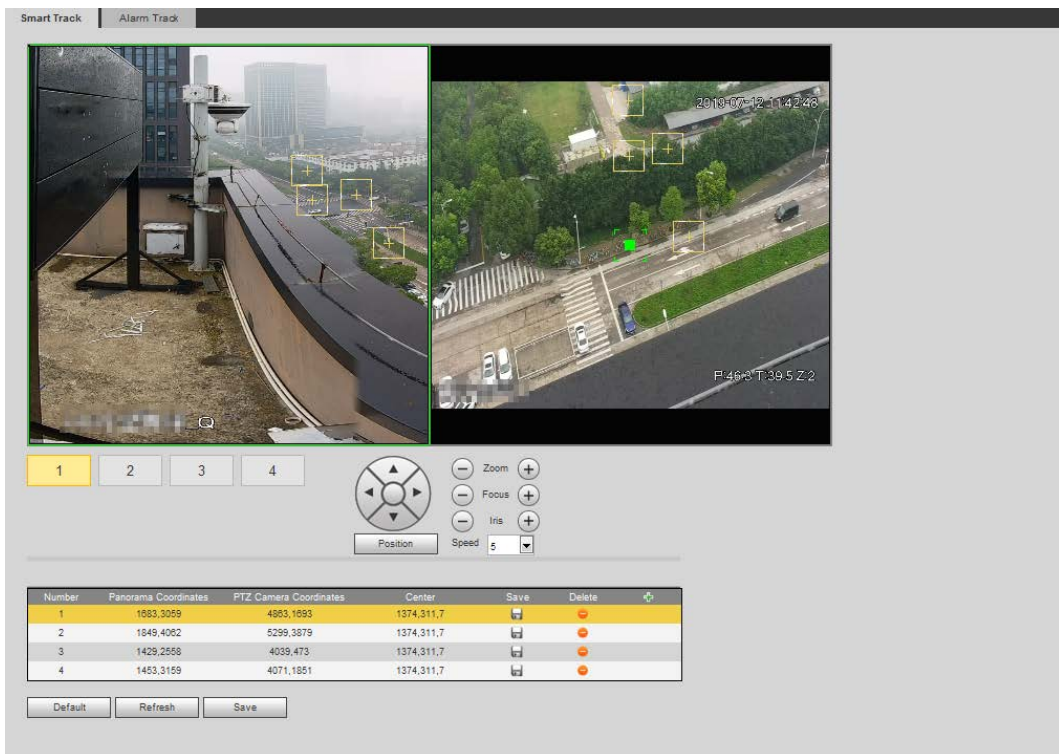 Smart Track Alarm Track
2019-07-12 11:42:48
P:46.3 T:39.5 Z:2
1 2 3 4
Zoom
Focus
Iris
Position Speed 5
Number Panorama Coordinates PTZ Camera Coordinates Center Save Delete
1 1683,3059 4863,1693 1374,311,7
2 1849,4062 5299,3879 1374,311,7
3 1429,2558 4039,473 1374,311,7
4 1453,3159 4071,1851 1374,311,7
Default Refresh Save